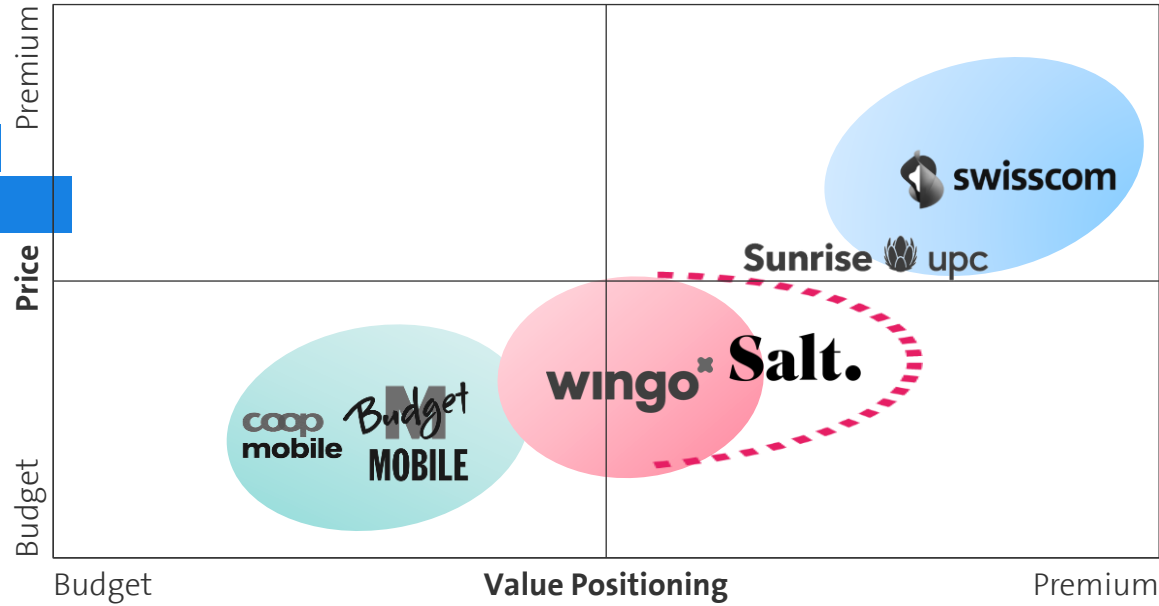 Premium
Price
Budget
swisscom
Sunrise upc
Salt.
wingo
coop
mobile
M
Budget
MOBILE
Budget
Value Positioning
Premium